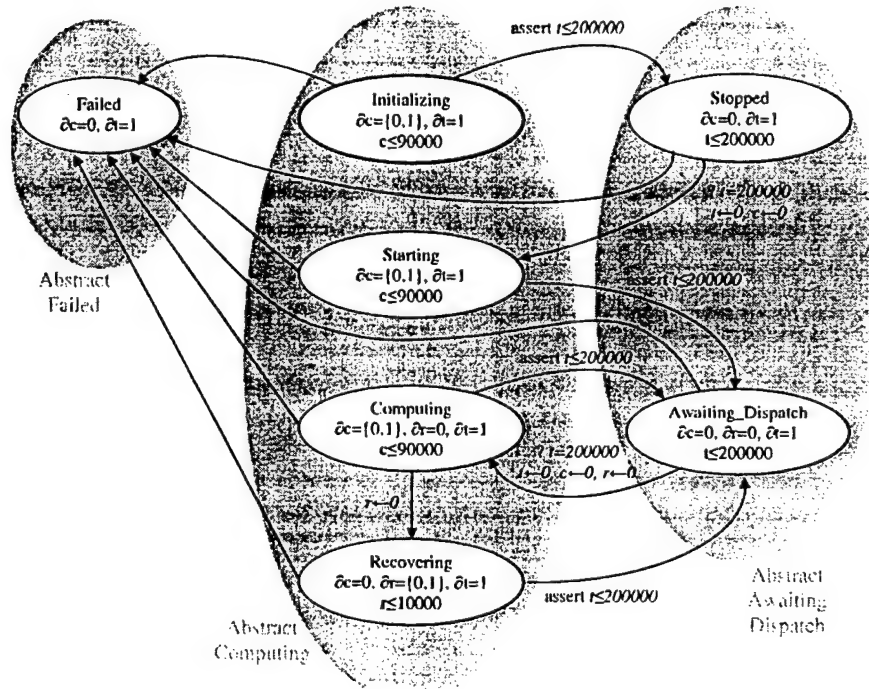 assert t≤200000
Failed
∂c=0, ∂t=1
Initializing
∂c={0,1}, ∂t=1
c≤90000
Stopped
∂c=0, ∂t=1
t≤200000
t=200000
Starting
∂c={0,1}, ∂t=1
c≤90000
Abstract
Failed
assert t≤200000
assert t≤200000
Computing
∂c={0,1}, ∂r=0, ∂t=1
c≤90000
Awaiting_Dispatch
∂c=0, ∂r=0, ∂t=1
t≤200000
t=200000
t←0, c←0, r←0
r←0
Recovering
∂c=0, ∂r={0,1}, ∂t=1
r≤10000
assert t≤200000
Abstract
Computing
Abstract
Awaiting
Dispatch